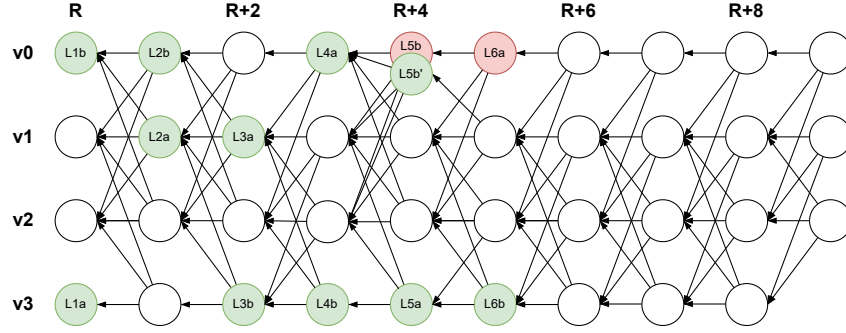 R R+2 R+4 R+6 R+8
v0 L1b L2b L4a L5b L6a
L5b'
v1 L2a L3a
v2
v3 L1a L3b L4b L5a L6b